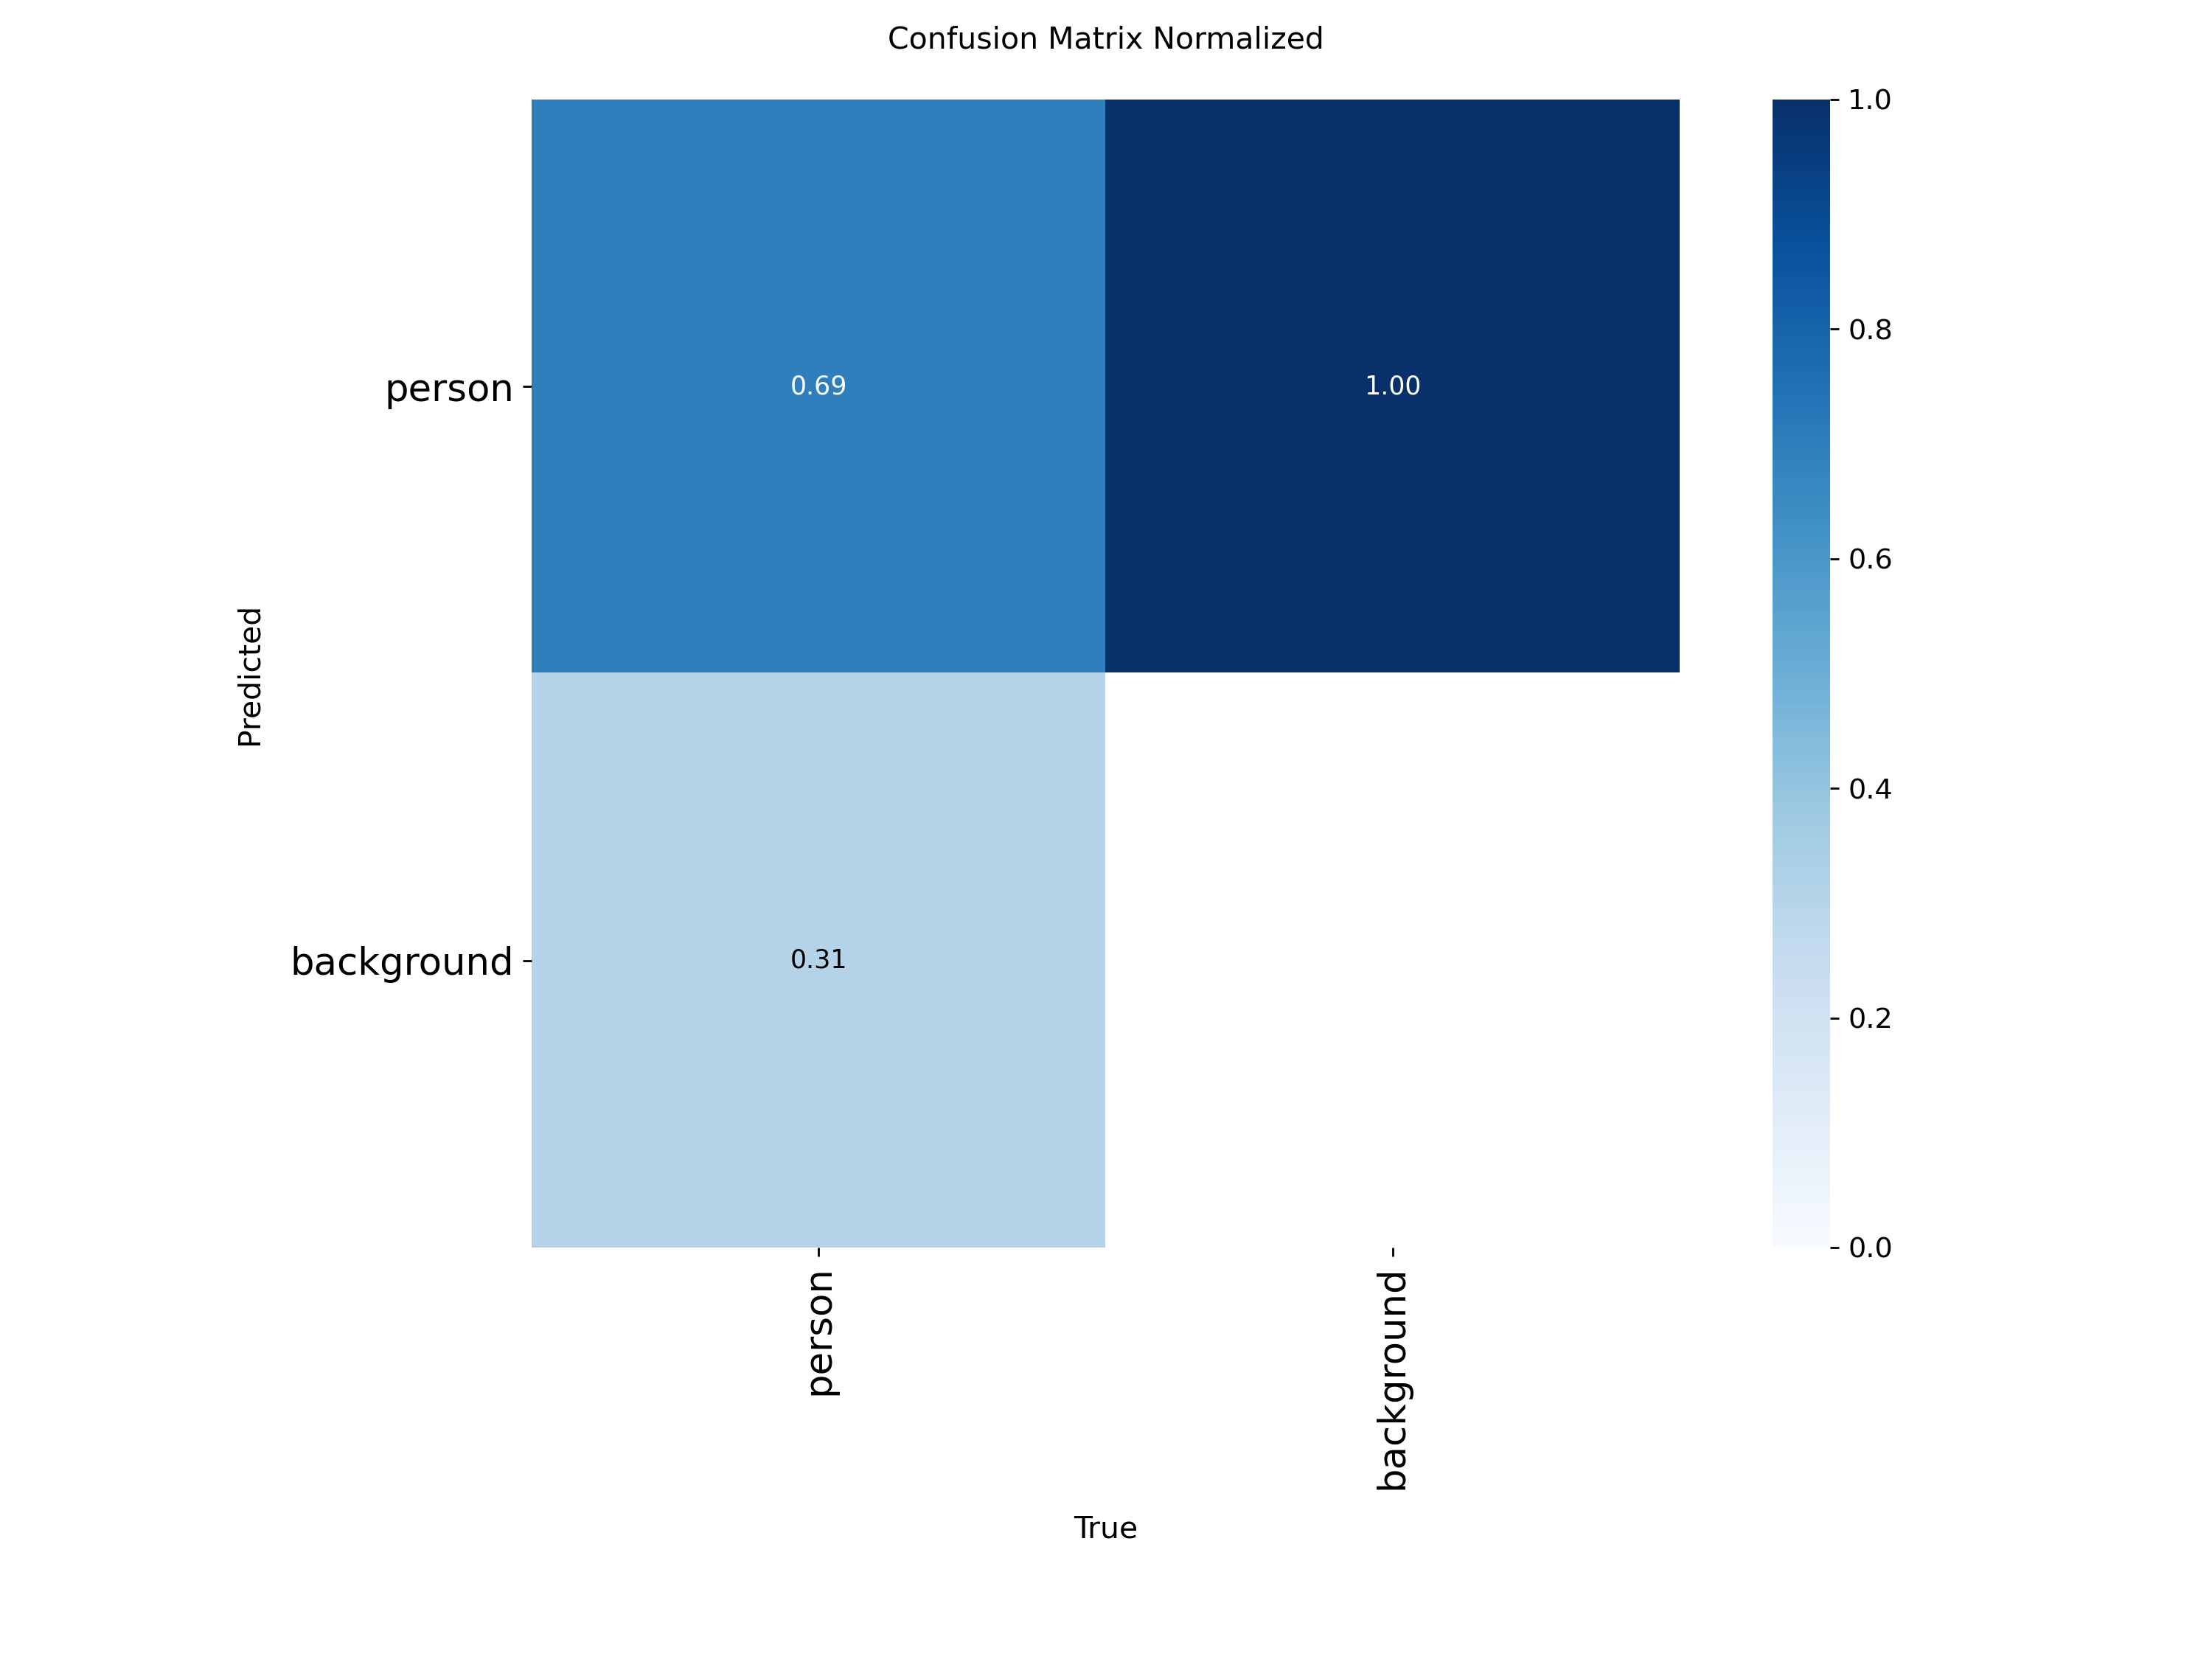 Confusion Matrix Normalized
person
background
Predicted
0.69
1.00
0.31
person
background
True
1.0
0.8
0.6
0.4
0.2
0.0